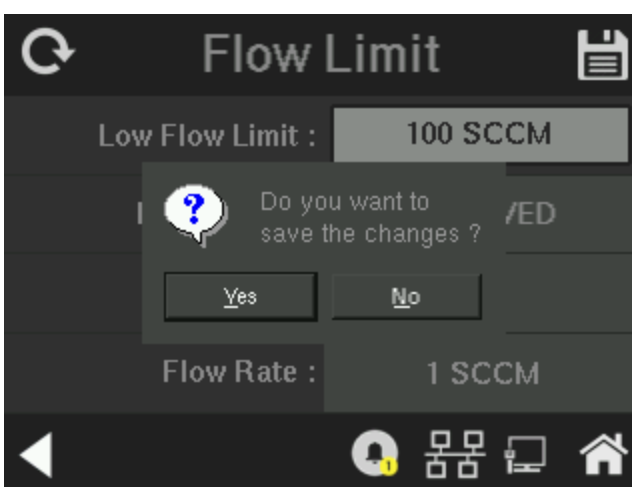 Flow Limit
Low Flow Limit : 100 SCCM
Do you want to
save the changes ?
Yes No
Flow Rate : 1 SCCM
1